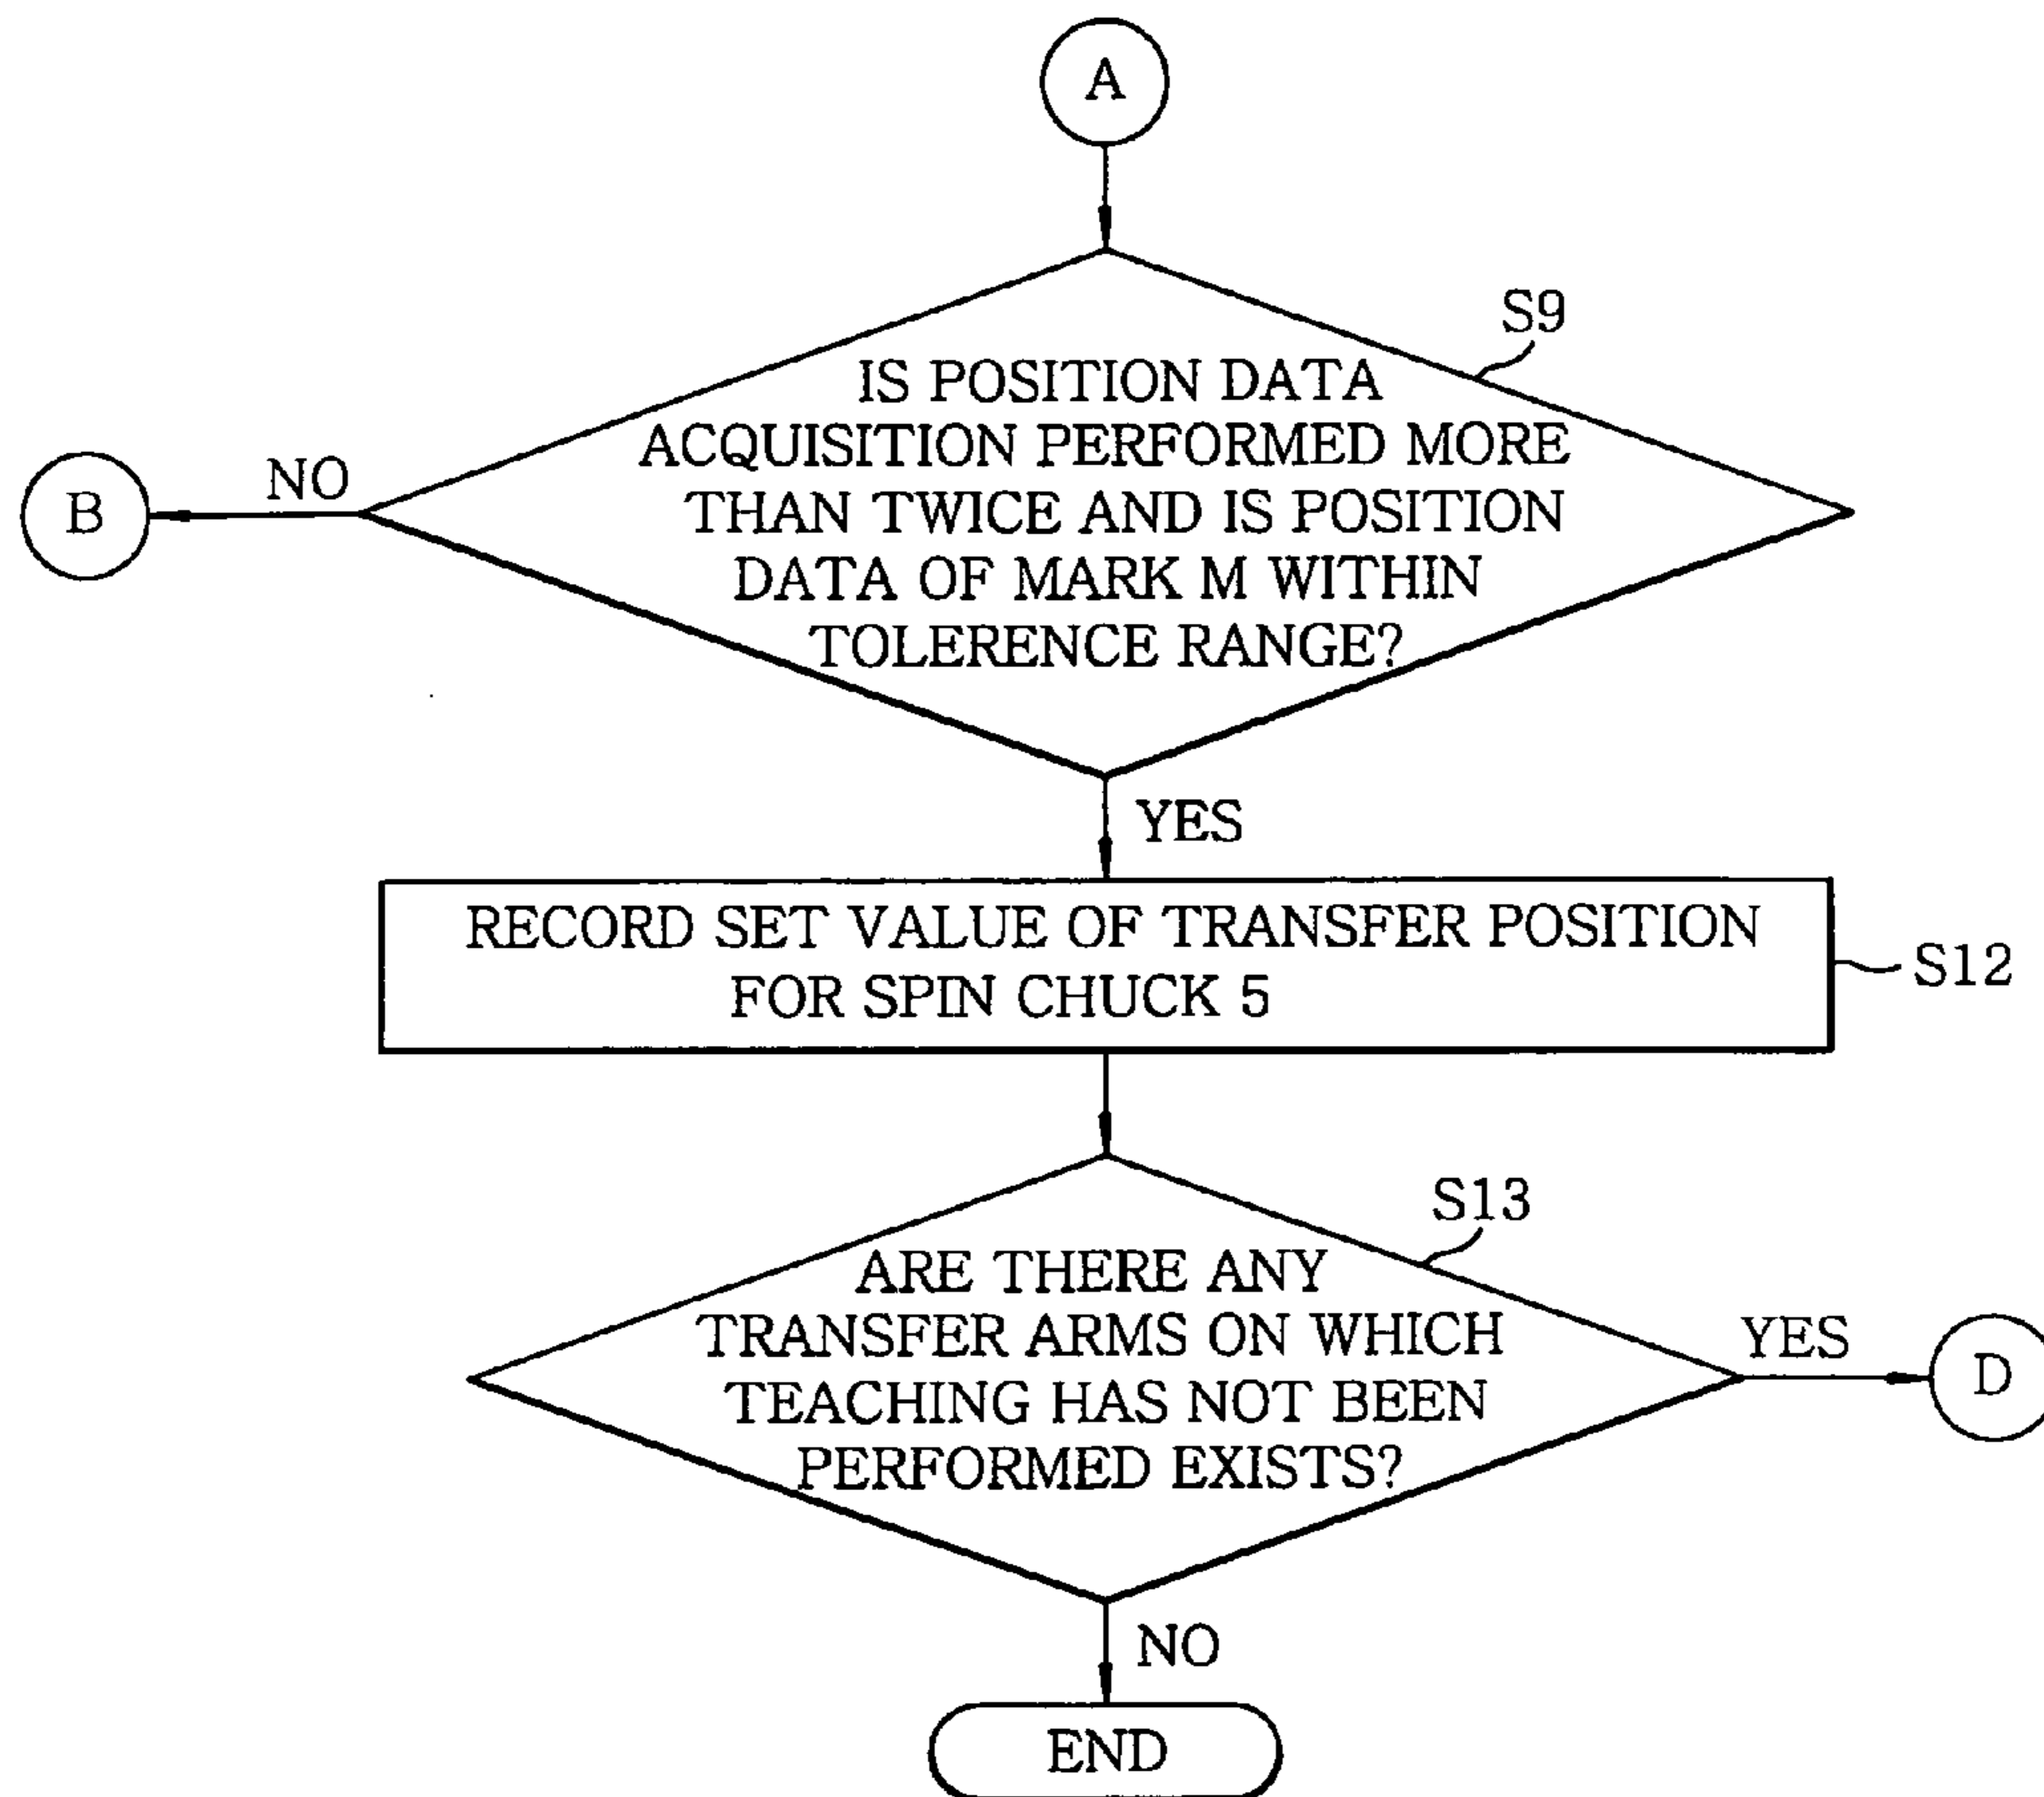 A
S9
IS POSITION DATA
ACQUISITION PERFORMED MORE
THAN TWICE AND IS POSITION
DATA OF MARK M WITHIN
TOLERENCE RANGE?
NO
B
YES
RECORD SET VALUE OF TRANSFER POSITION
FOR SPIN CHUCK 5
S12
S13
ARE THERE ANY
TRANSFER ARMS ON WHICH
TEACHING HAS NOT BEEN
PERFORMED EXISTS?
YES
D
NO
END